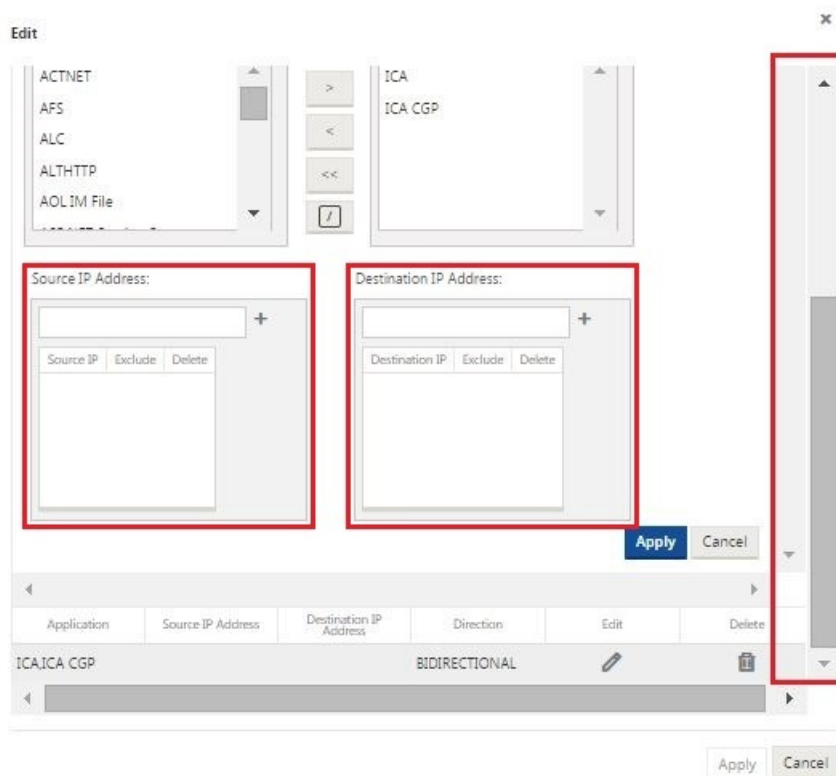 Edit
ACTNET
AFS
ALC
ALTHTTP
AOL IM File
>
<
<<
/
ICA
ICA CGP
Source IP Address:
Destination IP Address:
+
+
Source IP Exclude Delete
Destination IP Exclude Delete
Apply Cancel
Application Source IP Address Destination IP Address Direction Edit Delete
ICA,ICA CGP BIDIRECTIONAL
Apply Cancel